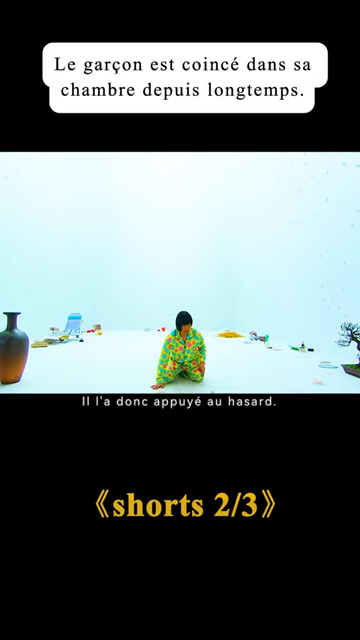 Le garçon est coincé dans sa
chambre depuis longtemps.
Il l'a donc appuyé au hasard.
《shorts 2/3》